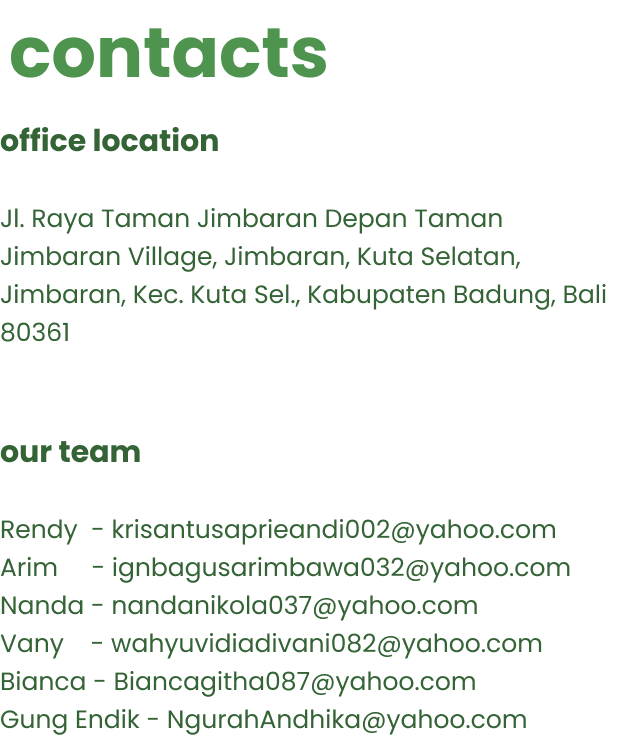 contacts
office location
Jl. Raya Taman Jimbaran Depan Taman
Jimbaran Village, Jimbaran, Kuta Selatan,
Jimbaran, Kec. Kuta Sel., Kabupaten Badung, Bali
80361
our team
Rendy - krisantusaprieandi002@yahoo.com
Arim - ignbagusarimbawa032@yahoo.com
Nanda - nandanikola037@yahoo.com
Vany - wahyuvidiadivani082@yahoo.com
Bianca - Biancagitha087@yahoo.com
Gung Endik - NgurahAndhika@yahoo.com